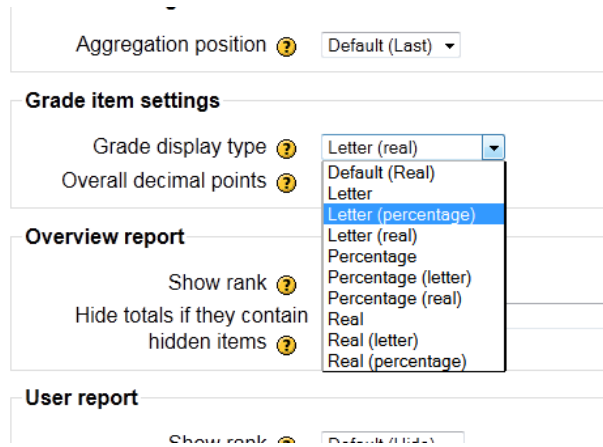 Aggregation position Default (Last)
Grade item settings
Grade display type Letter (real)
Overall decimal points
Default (Real)
Letter
Letter (percentage)
Letter (real)
Percentage
Percentage (letter)
Percentage (real)
Real
Real (letter)
Real (percentage)
Overview report
Show rank
Hide totals if they contain
hidden items
User report
Show rank Default (Hide)